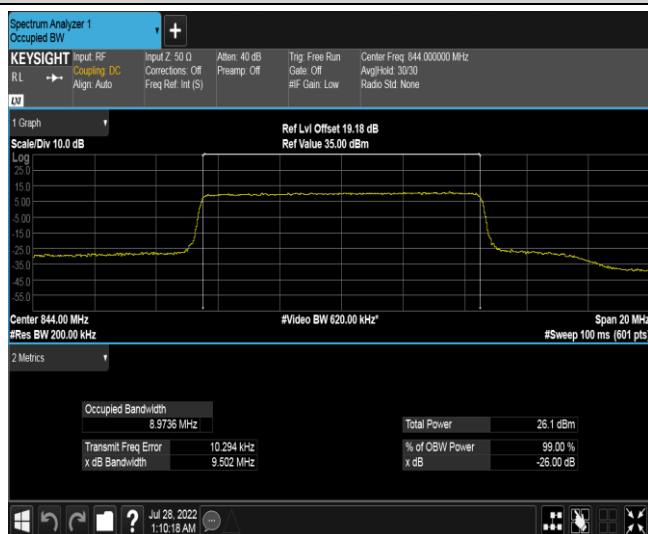 Spectrum Analyzer 1
Occupied BW
+
KEYSIGHT
RL
LXI
Input: RF
Coupling: DC
Align: Auto
Input Z: 50 Ω
Corrections: Off
Freq Ref: Int (S)
Atten: 40 dB
Preamp: Off
Trig: Free Run
Gate: Off
#IF Gain: Low
Center Freq: 844.000000 MHz
Avg|Hold: 30/30
Radio Std: None
1 Graph
Scale/Div 10.0 dB
Ref Lvl Offset 19.18 dB
Ref Value 35.00 dBm
Log
25.0
15.0
5.00
-5.00
-15.0
-25.0
-35.0
-45.0
-55.0
Center 844.00 MHz
#Res BW 200.00 kHz
#Video BW 620.00 kHz*
Span 20 MHz
#Sweep 100 ms (601 pts)
2 Metrics
Occupied Bandwidth
8.9736 MHz
Transmit Freq Error 10.294 kHz
x dB Bandwidth 9.502 MHz
Total Power 26.1 dBm
% of OBW Power 99.00 %
x dB -26.00 dB
?
Jul 28, 2022
1:10:18 AM